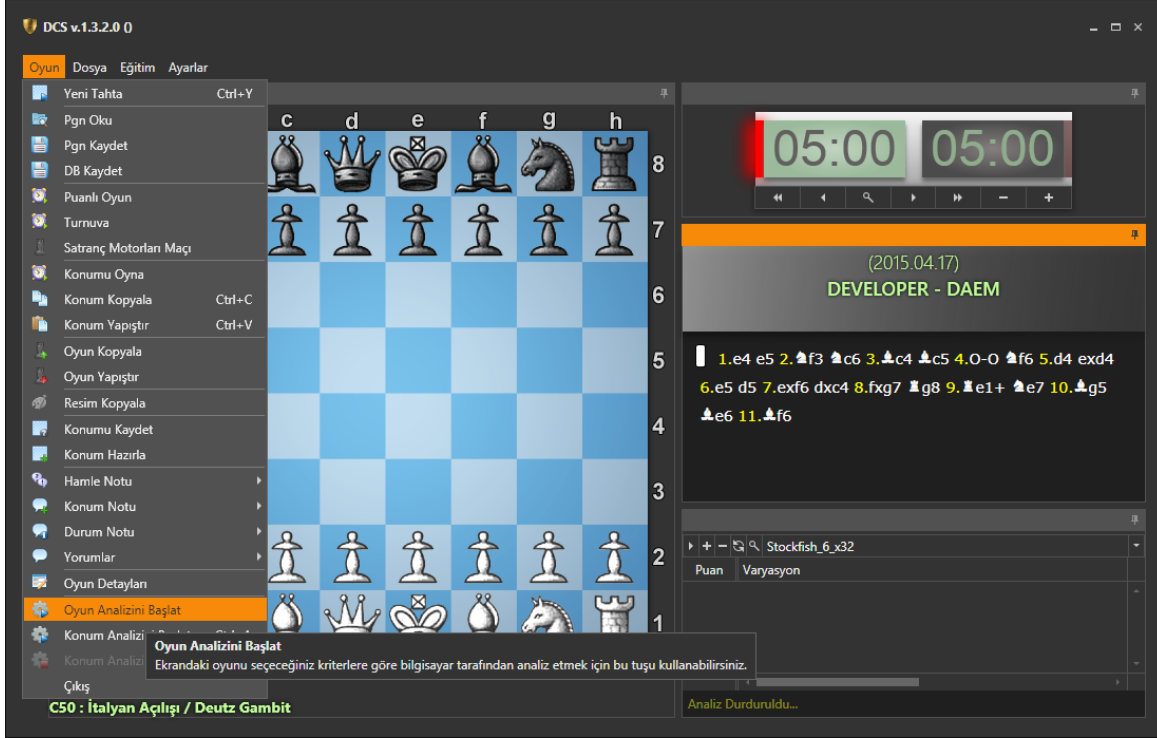 DCS v.1.3.2.0 ()
Oyun Dosya Eğitim Ayarlar
Yeni Tahta Ctrl+Y
Pgn Oku
Pgn Kaydet
DB Kaydet
Puanlı Oyun
Turnuva
Satranç Motorları Maçı
Konumu Oyna
Konum Kopyala Ctrl+C
Konum Yapıştır Ctrl+V
Oyun Kopyala
Oyun Yapıştır
Resim Kopyala
Konumu Kaydet
Konum Hazırla
Hamle Notu
Konum Notu
Durum Notu
Yorumlar
Oyun Detayları
Oyun Analizini Başlat
Konum Analizi
Konum Analizi
Çıkış
Oyun Analizini Başlat
Ekrandaki oyunu seçeceğiniz kriterlere göre bilgisayar tarafından analiz etmek için bu tuşu kullanabilirsiniz.
c d e f g h
8
7
6
5
4
3
2
1
C50 : İtalyan Açılışı / Deutz Gambit
05:00 05:00
(2015.04.17)
DEVELOPER - DAEM
1.e4 e5 2.♞f3 ♞c6 3.♝c4 ♝c5 4.O-O ♞f6 5.d4 exd4
6.e5 d5 7.exf6 dxc4 8.fxg7 ♜g8 9.♜e1+ ♞e7 10.♝g5
♝e6 11.♝f6
Stockfish_6_x32
Puan Varyasyon
Analiz Durduruldu...